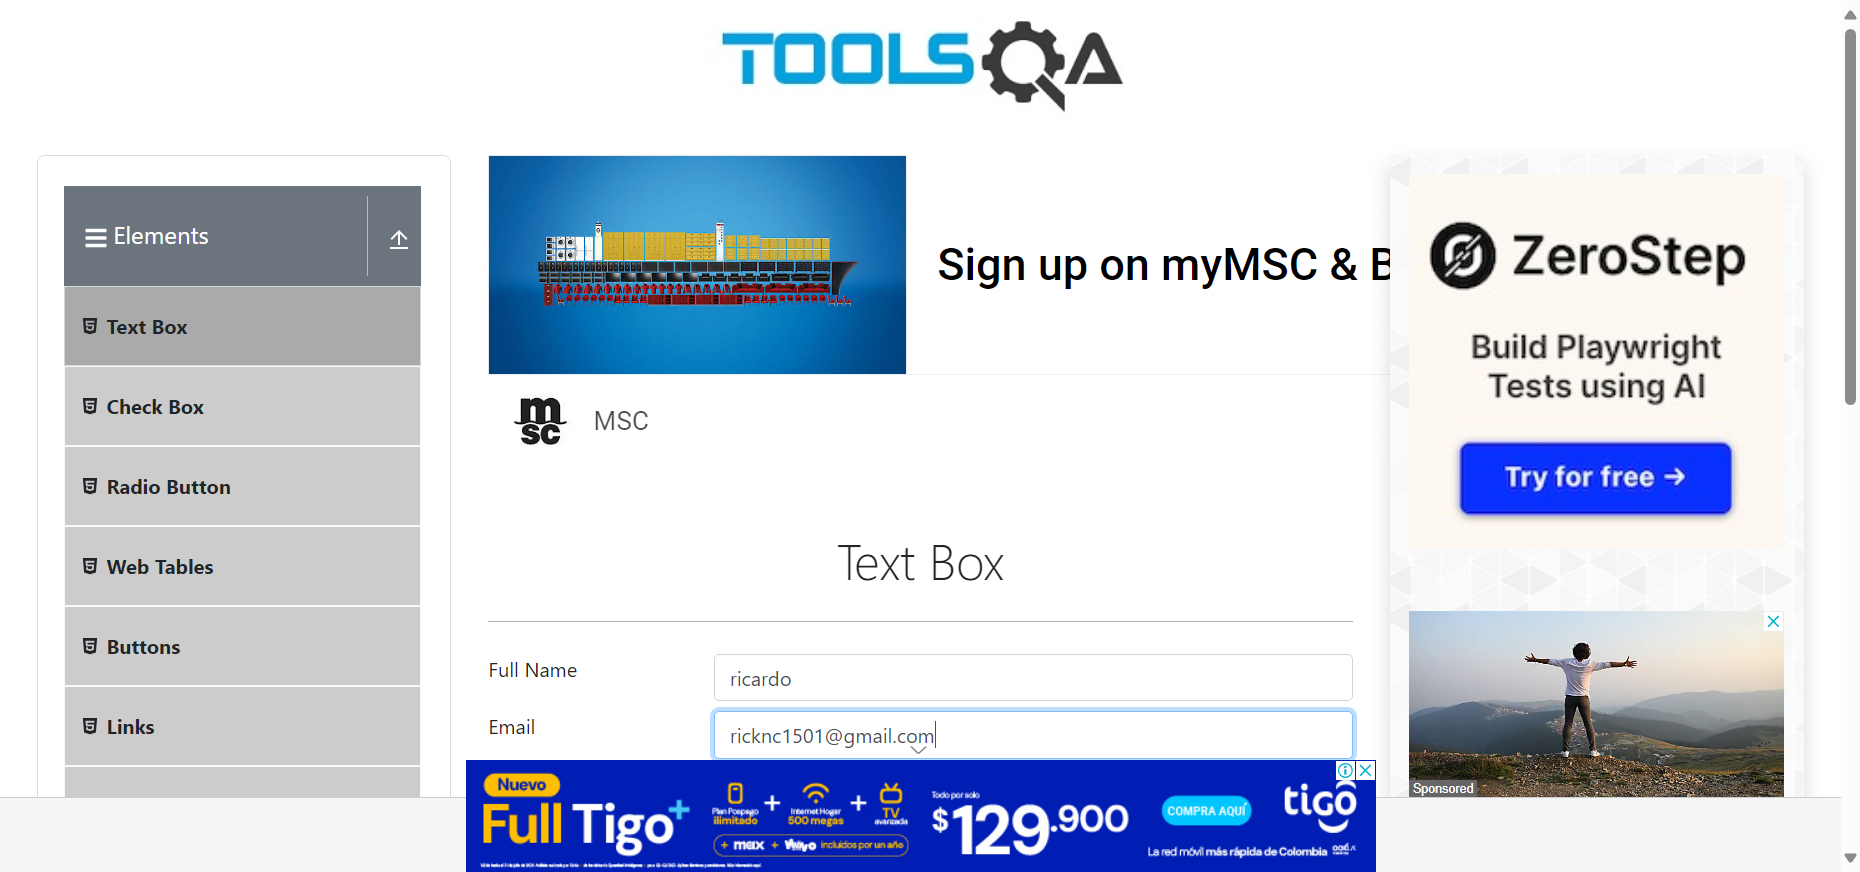 TOOLSQA
Elements
Text Box
Check Box
Radio Button
Web Tables
Buttons
Links
Sign up on myMSC & B
msc
MSC
Text Box
Full Name
ricardo
Email
ricknc1501@gmail.com
ZeroStep
Build Playwright
Tests using AI
Try for free →
Sponsored
Nuevo
Full Tigo+
Plan Pospago
ilimitado
+
Internet Hogar
500 megas
+
TV
avanzada
+ max + Vivvo incluidos por un año
Todo por solo
$129.900
COMPRA AQUÍ
tigo
La red móvil más rápida de Colombia